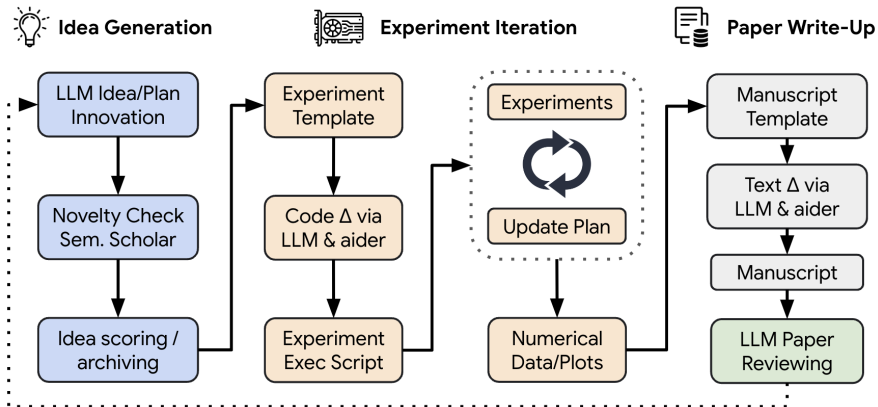 Idea Generation
Experiment Iteration
Paper Write-Up
LLM Idea/Plan
Innovation
Novelty Check
Sem. Scholar
Idea scoring /
archiving
Experiment
Template
Code Δ via
LLM & aider
Experiment
Exec Script
Experiments
Update Plan
Numerical
Data/Plots
Manuscript
Template
Text Δ via
LLM & aider
Manuscript
LLM Paper
Reviewing